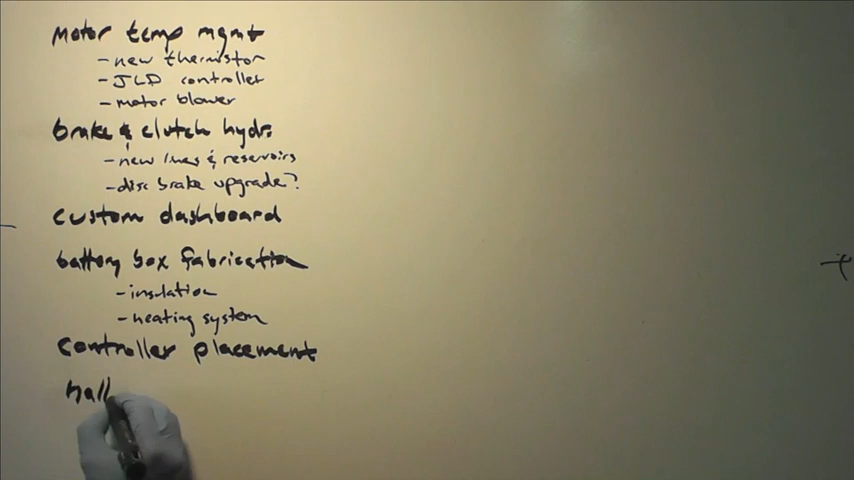 Motor temp mgmt
- new thermistor
- JLD controller
- motor blower
brake & clutch hydr:
- new lines & reservoirs
- disc brake upgrade?
custom dashboard
battery box fabrication
- insulation
- heating system
Controller placement
hall